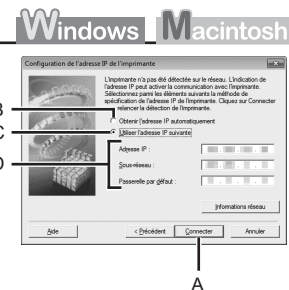 Windows Macintosh
Configuration de l'adresse IP de l'imprimante
L'imprimante n'a pas été détectée sur le réseau. L'indication de
l'adresse IP peut activer la communication avec l'imprimante.
Sélectionnez parmi les éléments suivants la méthode de
spécification de l'adresse IP de l'imprimante. Cliquez sur Connecter
relancer la détection de l'imprimante.
B
Obtenir l'adresse IP automatiquement
C
Utiliser l'adresse IP suivante
D
Adresse IP :
Sous-réseau :
Passerelle par défaut :
Informations réseau
Aide
< Précédent
Connecter
Annuler
A